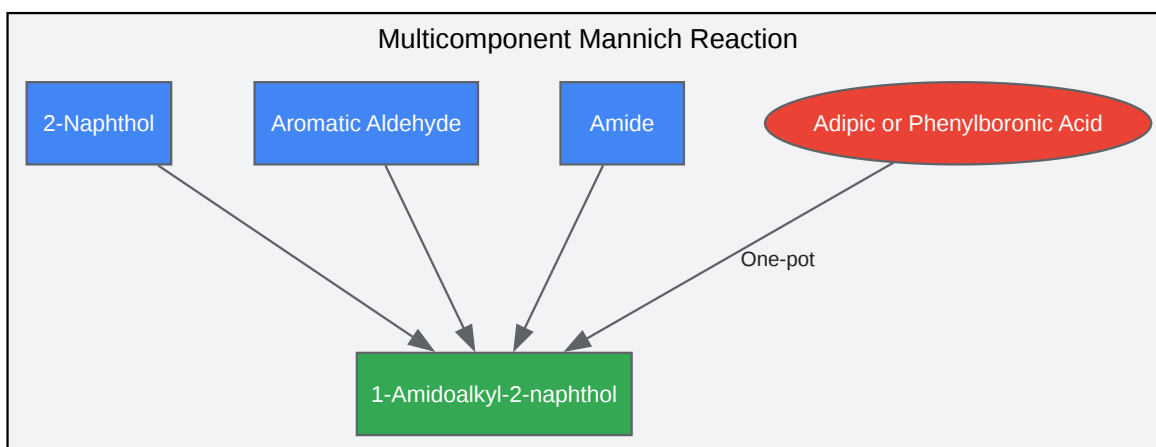 Multicomponent Mannich Reaction
2-Naphthol
Aromatic Aldehyde
Amide
Adipic or Phenylboronic Acid
One-pot
1-Amidoalkyl-2-naphthol